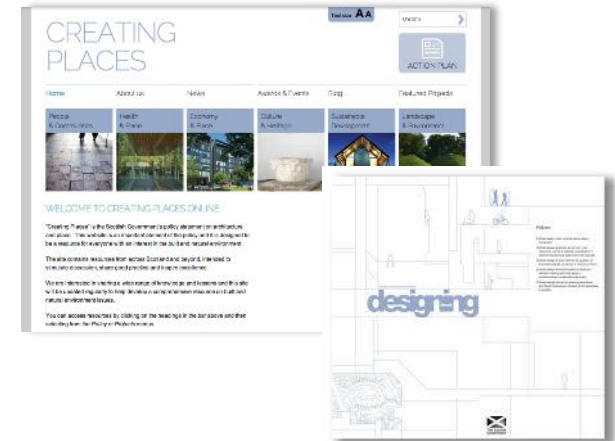 CREATING
PLACES
Text size A A
ACTION PLAN
Home About us News Awards & Events Blog Featured Projects
People
& Communities
Health
& Place
Economy
& Place
Culture
& Heritage
Sustainable
Development
Landscape
& Environment
WELCOME TO CREATING PLACES ONLINE
"Creating Places" is the Scottish Government's policy statement on architecture
and place. This website is an important element of the policy and it is designed to
be a resource for everyone with an interest in the built and natural environment.
The site contains resources from across Scotland and beyond, intended to
stimulate discussion, share good practice and inspire excellence.
We are interested in sharing a wide range of knowledge and lessons and this site
will be updated regularly to help develop a comprehensive resource on built and
natural environment issues.
You can access resources by clicking on the headings in the bar above and then
selecting from the Policy or Projects menus.
designing
Policies